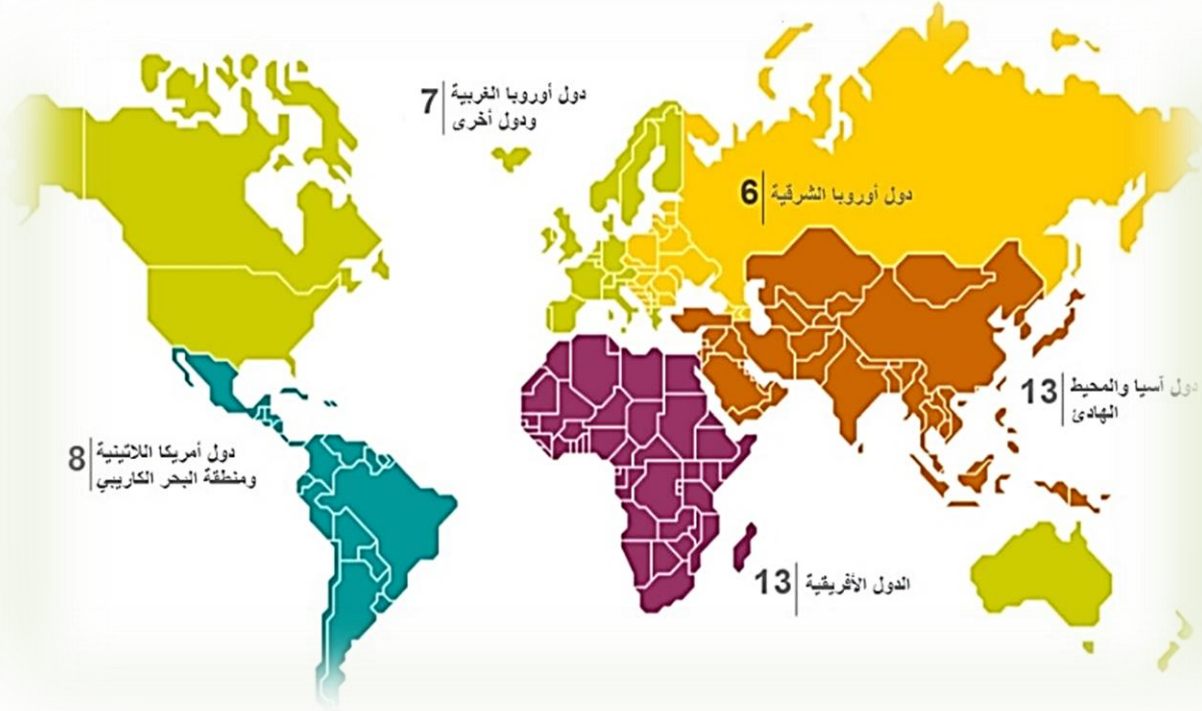 7
دول أوروبا الغربية
ودول أخرى
6
دول أوروبا الشرقية
13
دول آسيا والمحيط
الهادئ
8
دول أمريكا اللاتينية
ومنطقة البحر الكاريبي
13
الدول الأفريقية